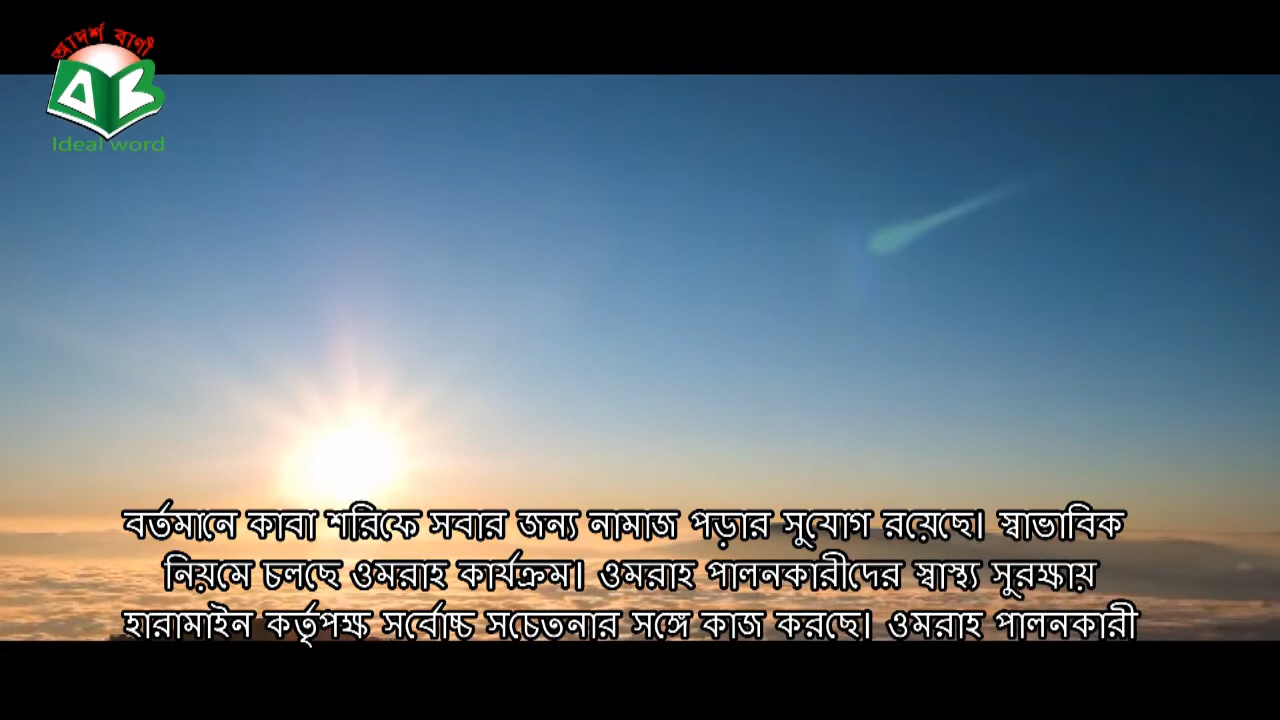 আদর্শ বাণী
Ideal word
বর্তমানে কাবা শরিফে সবার জন্য নামাজ পড়ার সুযোগ রয়েছে। স্বাভাবিক
নিয়মে চলছে ওমরাহ কার্যক্রম। ওমরাহ পালনকারীদের স্বাস্থ্য সুরক্ষায়
হারামাইন কর্তৃপক্ষ সর্বোচ্চ সচেতনার সঙ্গে কাজ করছে। ওমরাহ পালনকারী